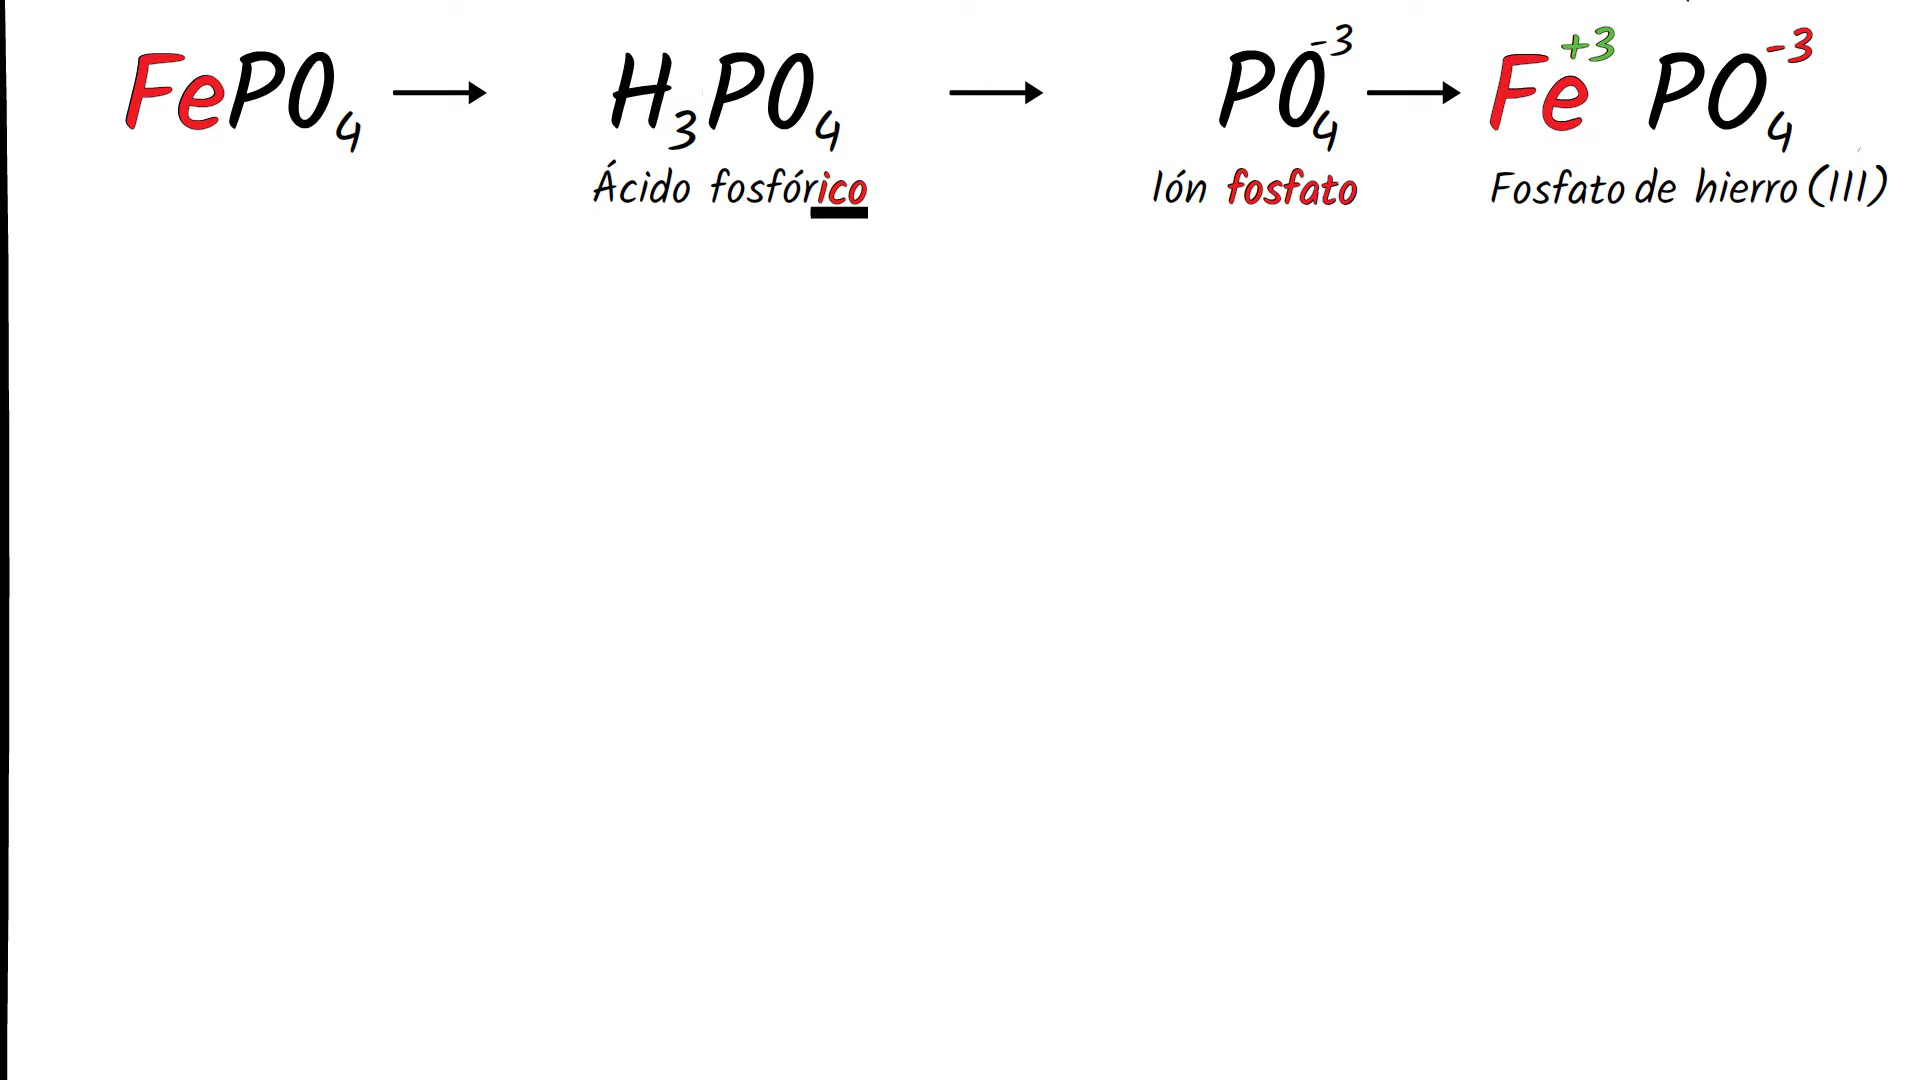 FePO₄ → H₃PO₄ → PO₄⁻³ → Fe⁺³ PO₄⁻³
Ácido fosfórico Ión fosfato Fosfato de hierro (III)